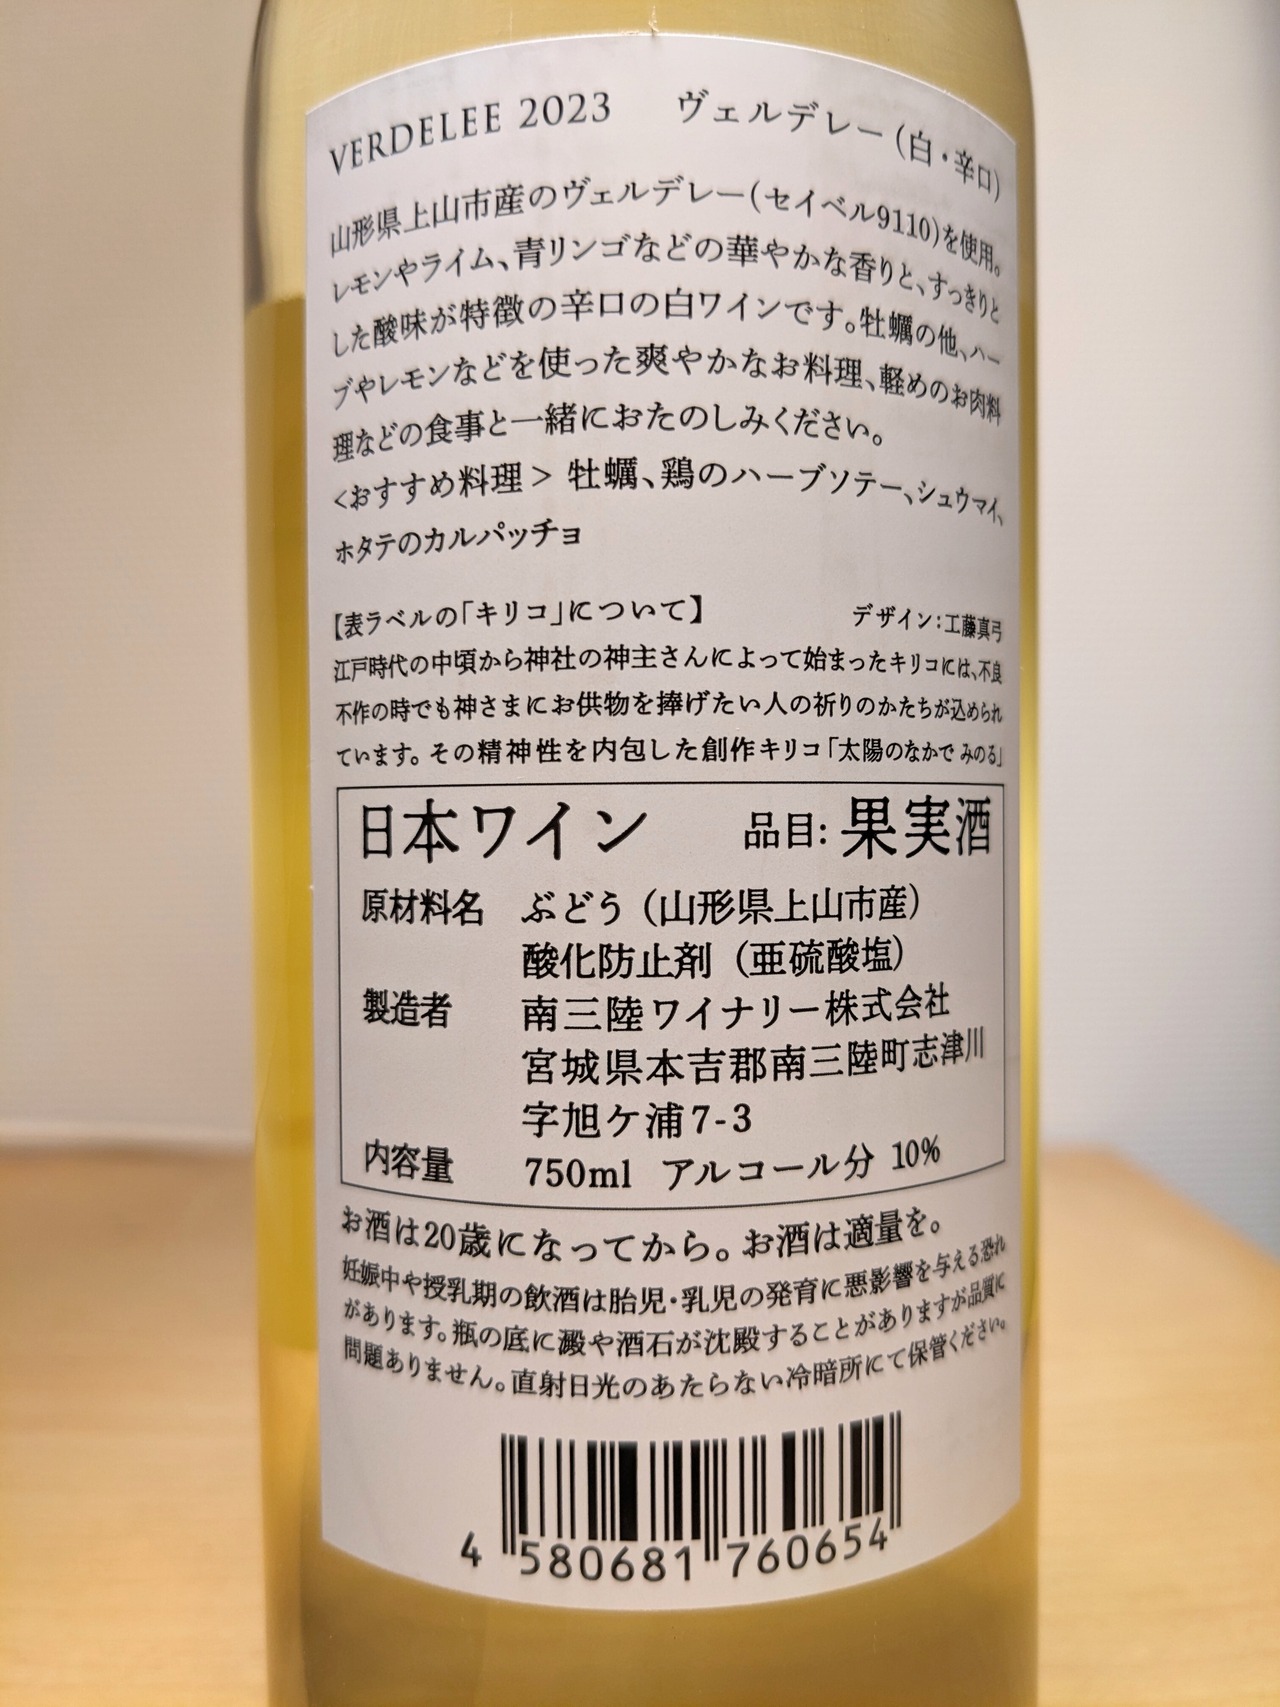 VERDELEE 2023 ヴェルデレー(白・辛口)
山形県上山市産のヴェルデレー(セイベル9110)を使用。
レモンやライム、青リンゴなどの華やかな香りと、すっきりと
した酸味が特徴の辛口の白ワインです。牡蠣の他、ハー
ブやレモンなどを使った爽やかなお料理、軽めのお肉料
理などの食事と一緒におたのしみください。
<おすすめ料理> 牡蠣、鶏のハーブソテー、シュウマイ、
ホタテのカルパッチョ
【表ラベルの「キリコ」について】 デザイン:工藤真弓
江戸時代の中頃から神社の神主さんによって始まったキリコには、不良
不作の時でも神さまにお供物を捧げたい人の祈りのかたちが込められ
ています。その精神性を内包した創作キリコ「太陽のなかで みのる」
日本ワイン 品目:果実酒
原材料名 ぶどう(山形県上山市産)
酸化防止剤(亜硫酸塩)
製造者 南三陸ワイナリー株式会社
宮城県本吉郡南三陸町志津川
字旭ケ浦7-3
内容量 750ml アルコール分 10%
お酒は20歳になってから。お酒は適量を。
妊娠中や授乳期の飲酒は胎児・乳児の発育に悪影響を与える恐れ
があります。瓶の底に澱や酒石が沈殿することがありますが品質に
問題ありません。直射日光のあたらない冷暗所にて保管ください。
4 580681 760654